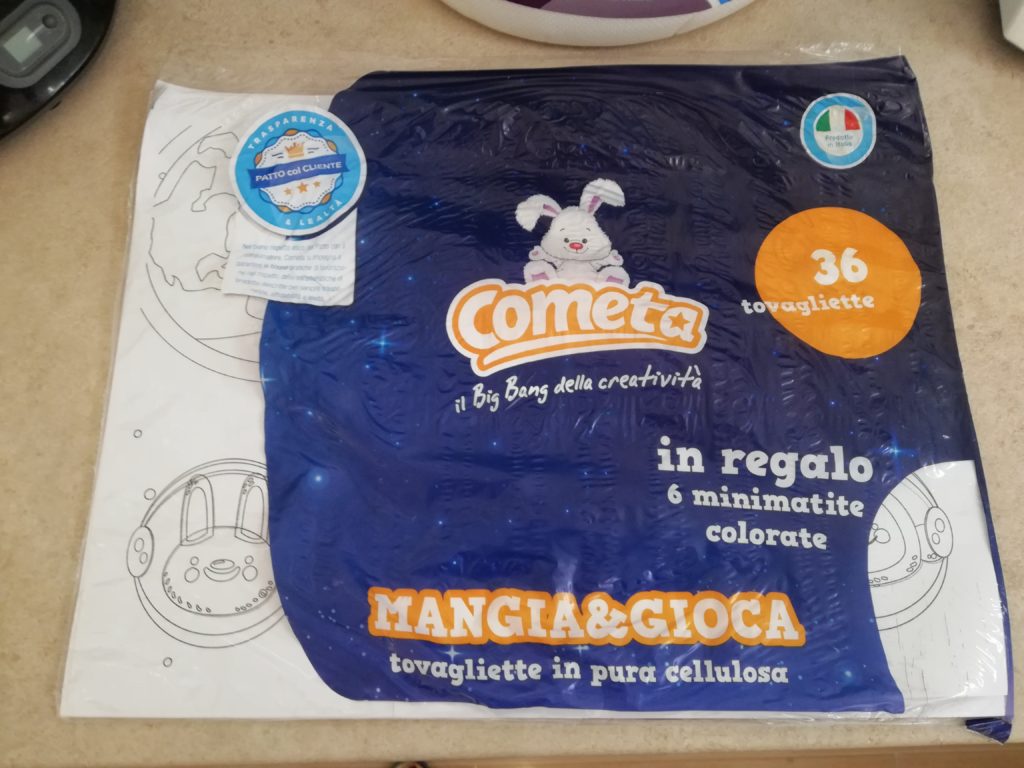 TRASPARENZA
PATTO col CLIENTE
& LEALTÀ
Prodotto
in Italia
36
tovagliette
Cometa
il Big Bang della creatività
in regalo
6 minimatite
colorate
MANGIA&GIOCA
tovagliette in pura cellulosa